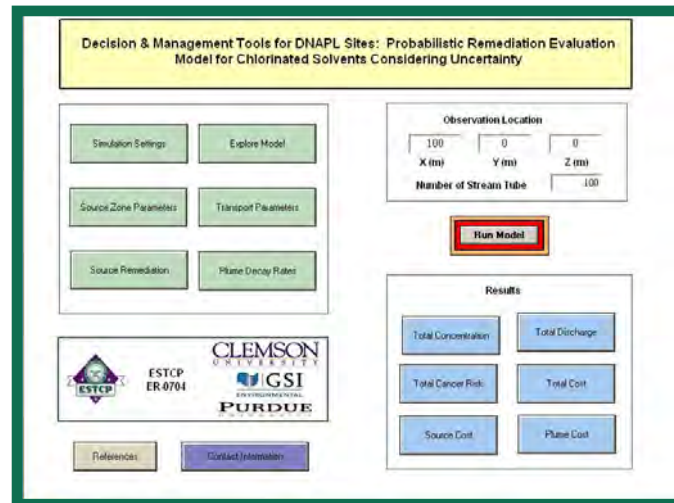 Decision & Management Tools for DNAPL Sites: Probabilistic Remediation Evaluation
Model for Chlorinated Solvents Considering Uncertainty
Simulation Settings
Explore Model
Source Zone Parameters
Transport Parameters
Source Remediation
Plume Decay Rates
Observation Location
100
0
0
X (m)
Y (m)
Z (m)
Number of Stream Tube
100
Run Model
Results
Total Concentration
Total Discharge
Total Cancer Risk
Total Cost
Source Cost
Plume Cost
ESTCP
ESTCP
ER-0704
CLEMSON
UNIVERSITY
GSI
ENVIRONMENTAL
PURDUE
References
Contact Information